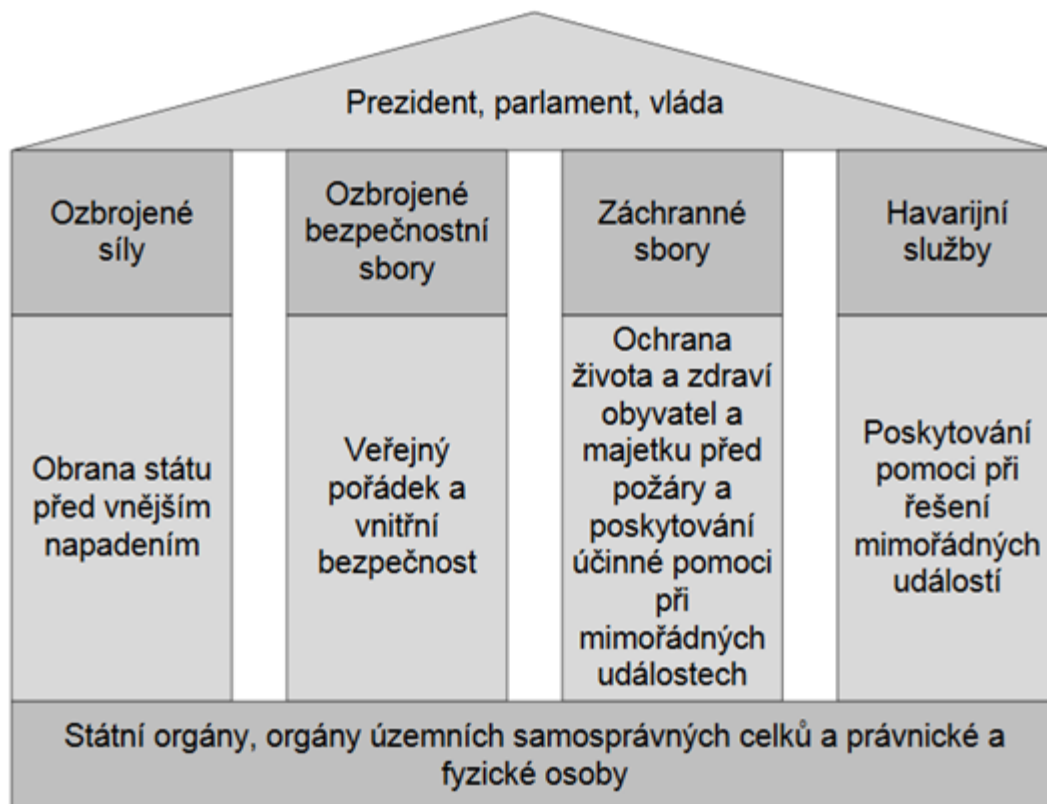 Prezident, parlament, vláda
Ozbrojené
síly
Ozbrojené
bezpečnostní
sbory
Záchranné
sbory
Havarijní
služby
Obrana státu
před vnějším
napadením
Veřejný
pořádek a
vnitřní
bezpečnost
Ochrana
života a zdraví
obyvatel a
majetku před
požáry a
poskytování
účinné pomoci
při
mimořádných
událostech
Poskytování
pomoci při
řešení
mimořádných
událostí
Státní orgány, orgány územních samosprávných celků a právnické a
fyzické osoby